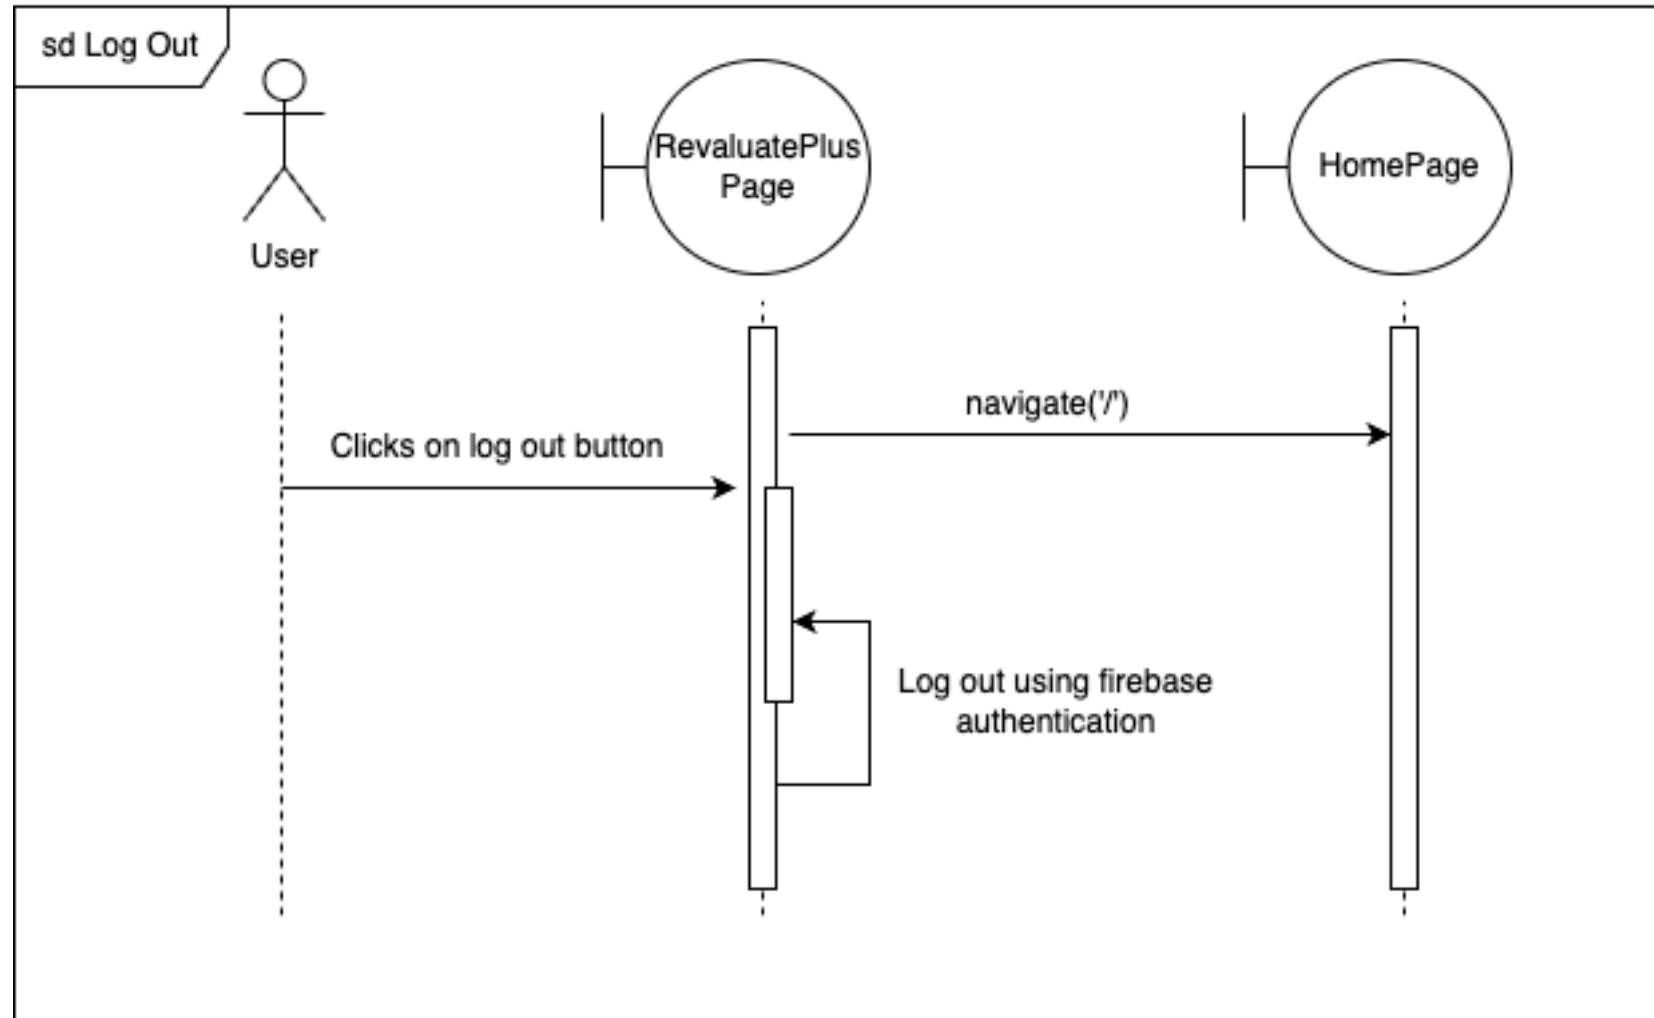 sd Log Out
RevaluatePlus
Page
HomePage
User
navigate('/')
Clicks on log out button
Log out using firebase
authentication